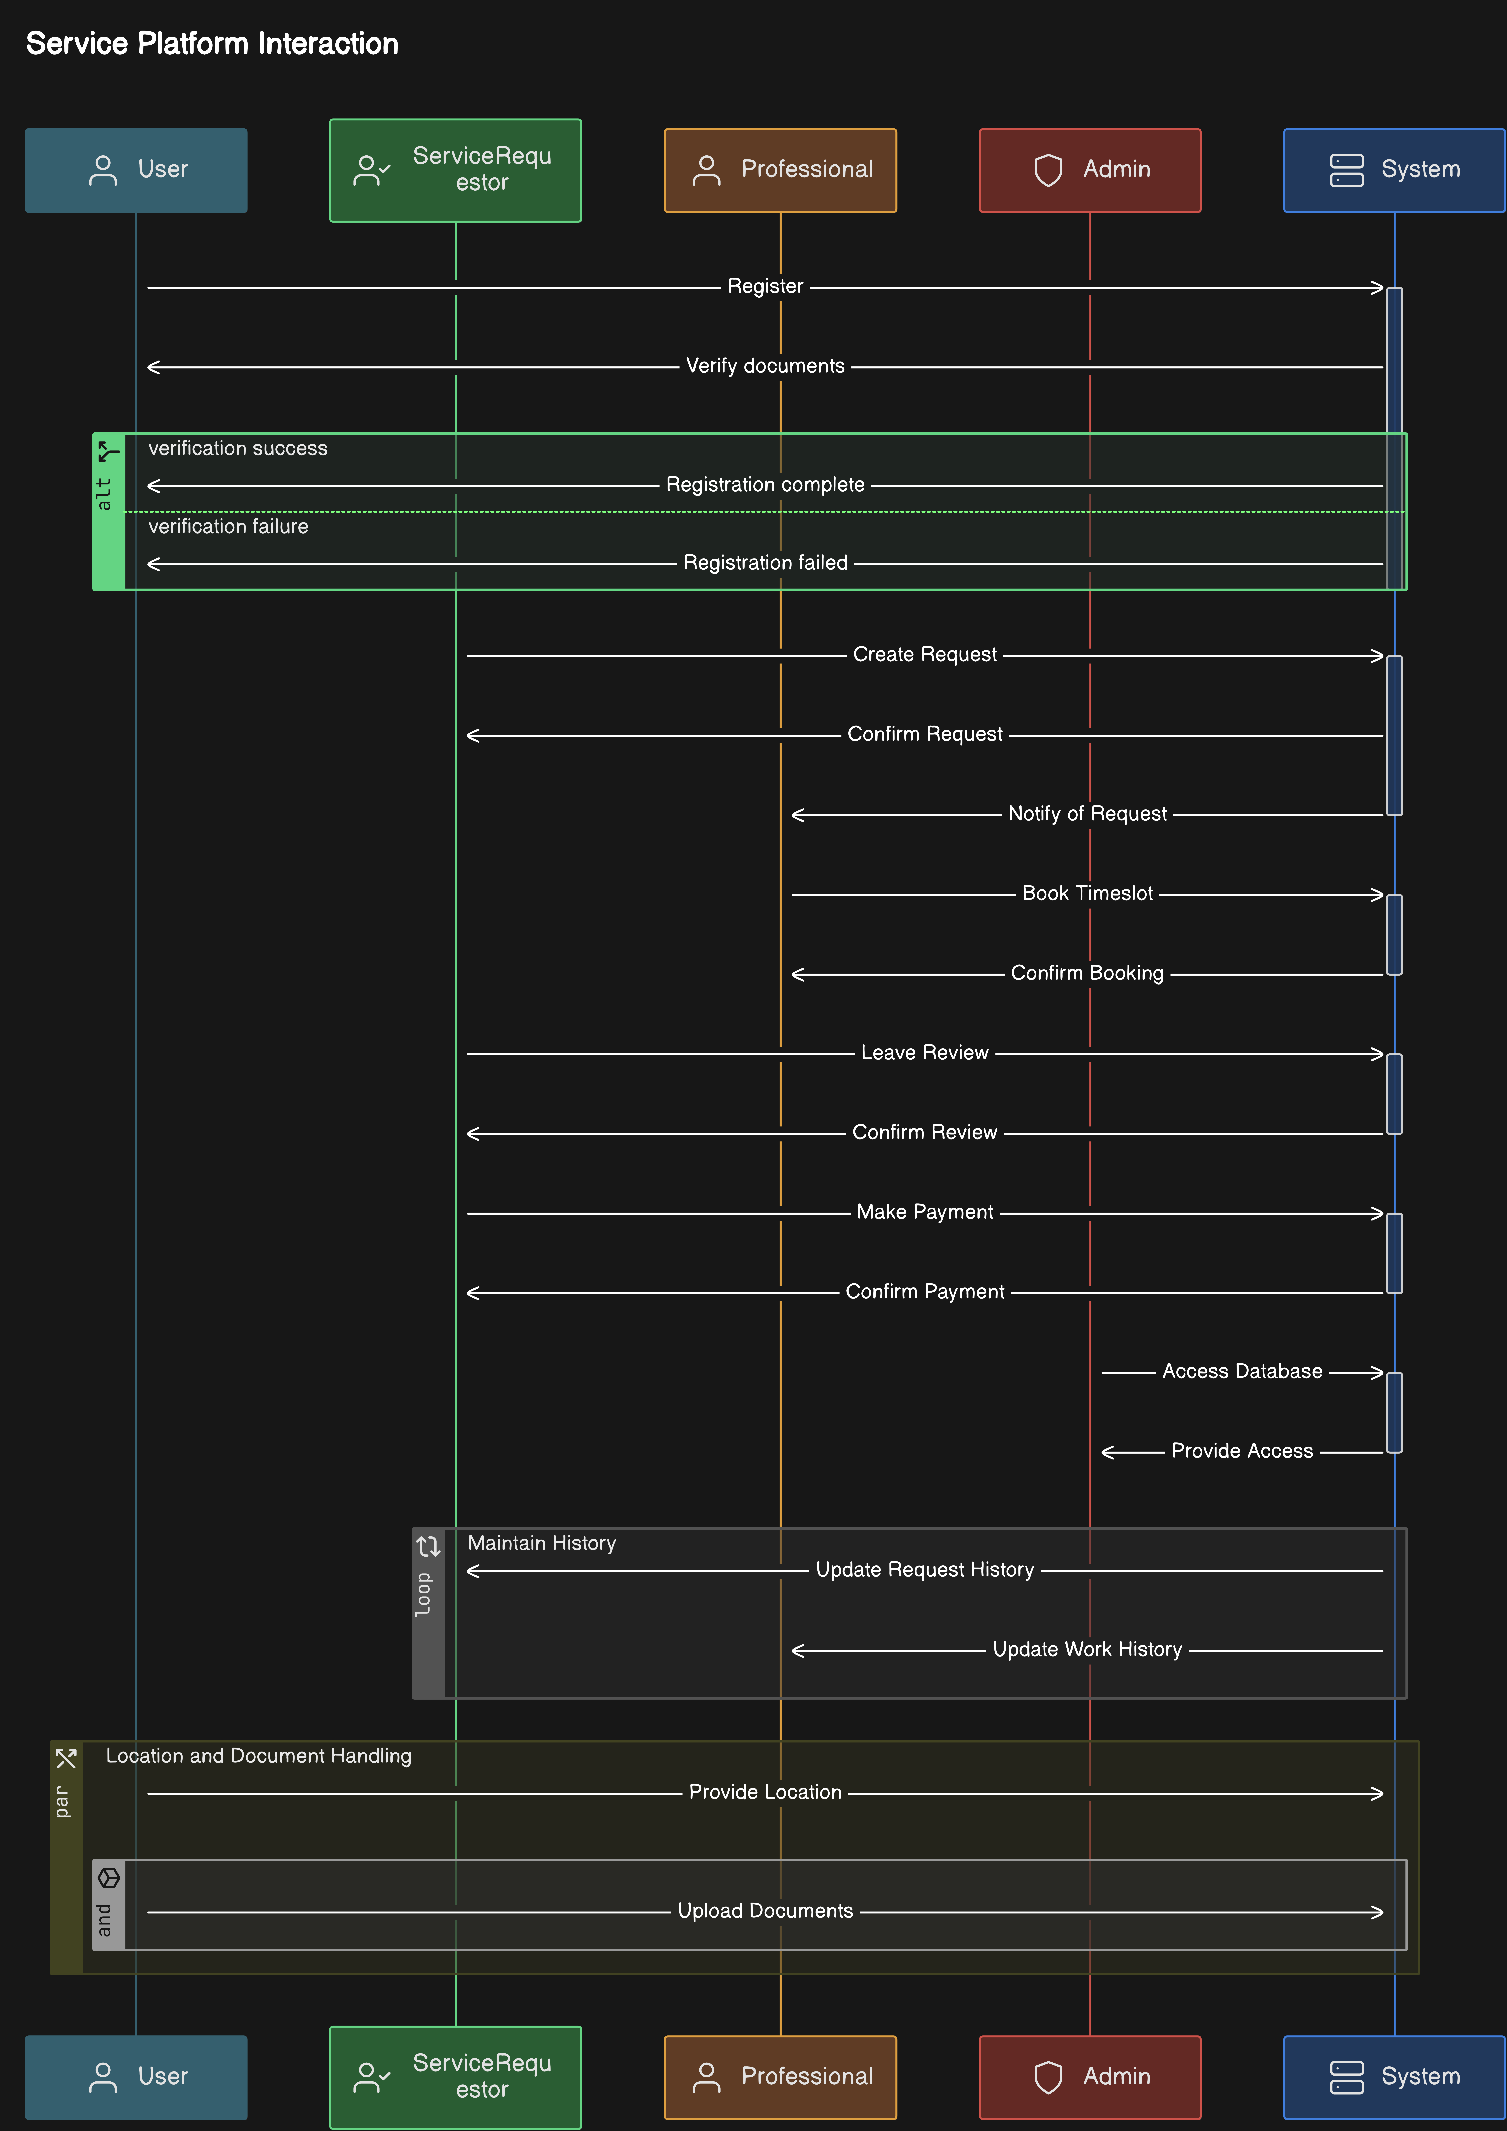 Service Platform Interaction
User
ServiceRequ
estor
Professional
Admin
System
Register
Verify documents
alt
verification success
Registration complete
verification failure
Registration failed
Create Request
Confirm Request
Notify of Request
Book Timeslot
Confirm Booking
Leave Review
Confirm Review
Make Payment
Confirm Payment
Access Database
Provide Access
loop
Maintain History
Update Request History
Update Work History
par
Location and Document Handling
Provide Location
and
Upload Documents
User
ServiceRequ
estor
Professional
Admin
System